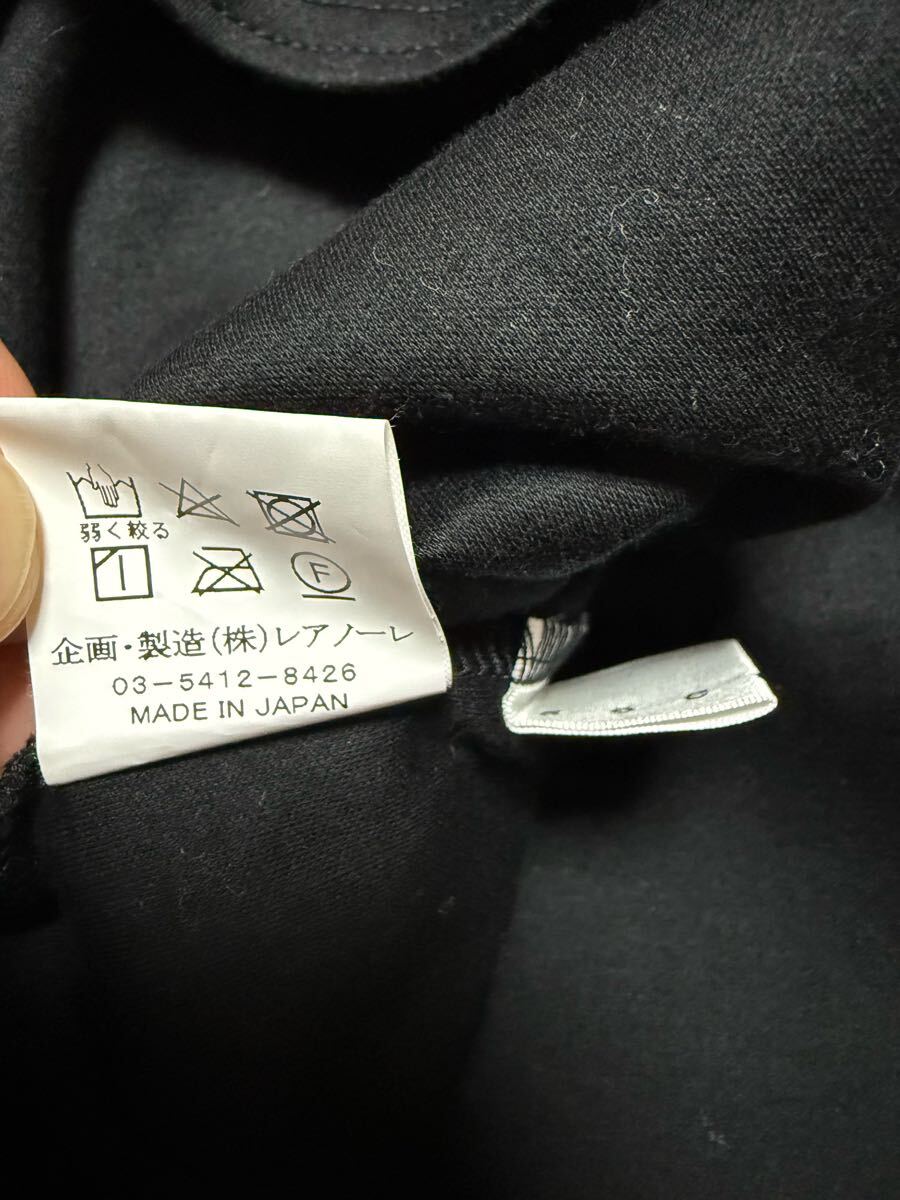 弱く絞る
F
企画・製造(株)レアノーレ
03-5412-8426
MADE IN JAPAN